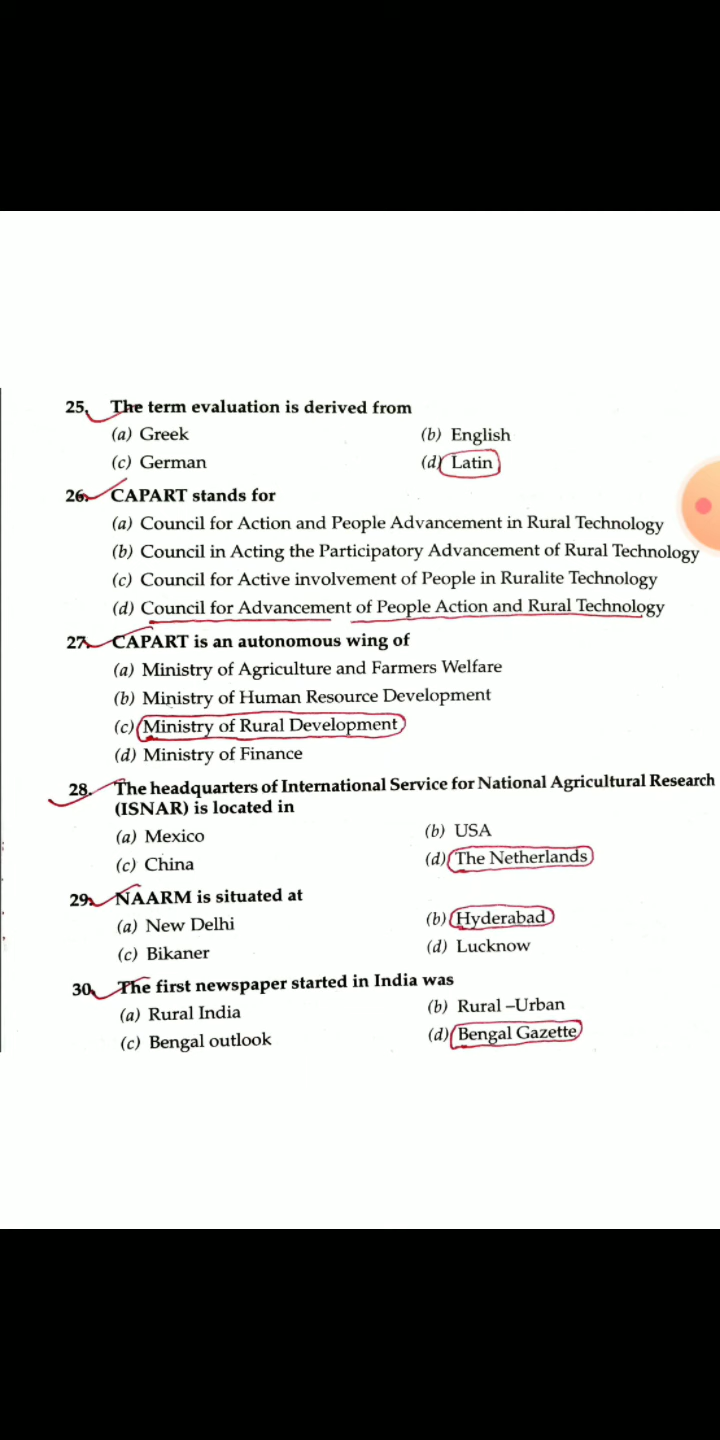 25. The term evaluation is derived from
(a) Greek (b) English
(c) German (d) Latin
26. CAPART stands for
(a) Council for Action and People Advancement in Rural Technology
(b) Council in Acting the Participatory Advancement of Rural Technology
(c) Council for Active involvement of People in Ruralite Technology
(d) Council for Advancement of People Action and Rural Technology
27. CAPART is an autonomous wing of
(a) Ministry of Agriculture and Farmers Welfare
(b) Ministry of Human Resource Development
(c) Ministry of Rural Development
(d) Ministry of Finance
28. The headquarters of International Service for National Agricultural Research
(ISNAR) is located in
(a) Mexico (b) USA
(c) China (d) The Netherlands
29. NAARM is situated at
(a) New Delhi (b) Hyderabad
(c) Bikaner (d) Lucknow
30. The first newspaper started in India was
(a) Rural India (b) Rural –Urban
(c) Bengal outlook (d) Bengal Gazette